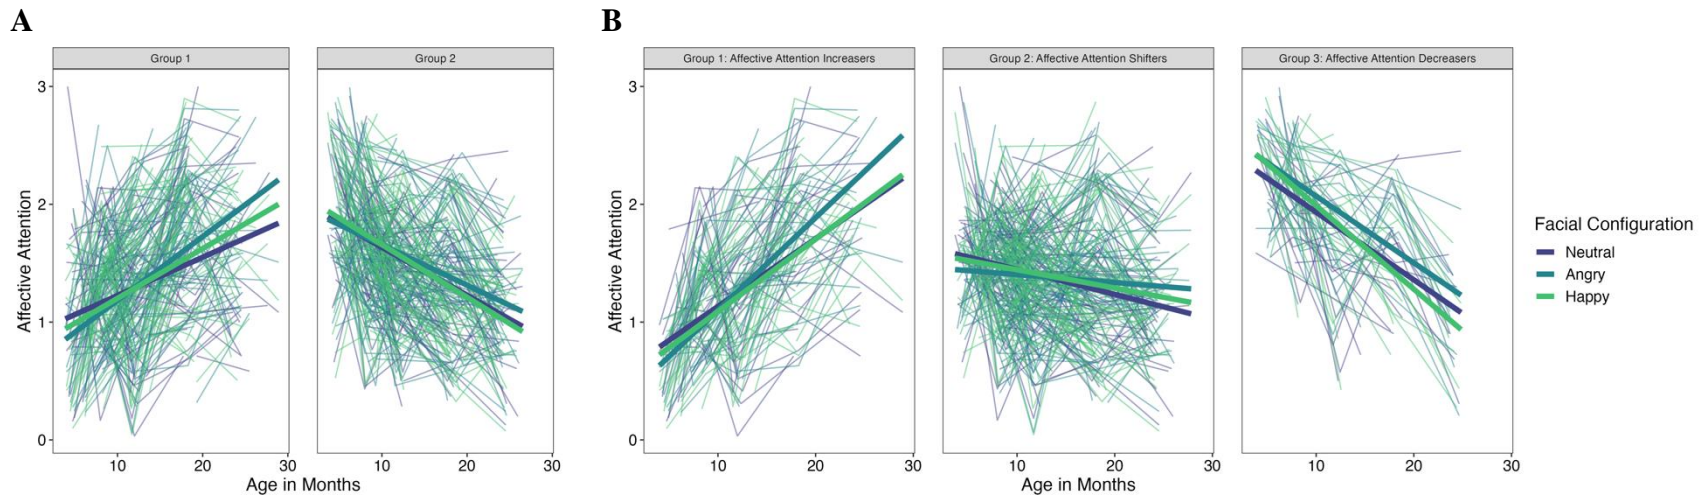 A
B
Group 1
Group 2
Group 1: Affective Attention Increasers
Group 2: Affective Attention Shifters
Group 3: Affective Attention Decreasers
Affective Attention
3
2
1
0
10
20
30
10
20
30
Age in Months
Affective Attention
3
2
1
0
10
20
30
10
20
30
10
20
30
Age in Months
Facial Configuration
Neutral
Angry
Happy